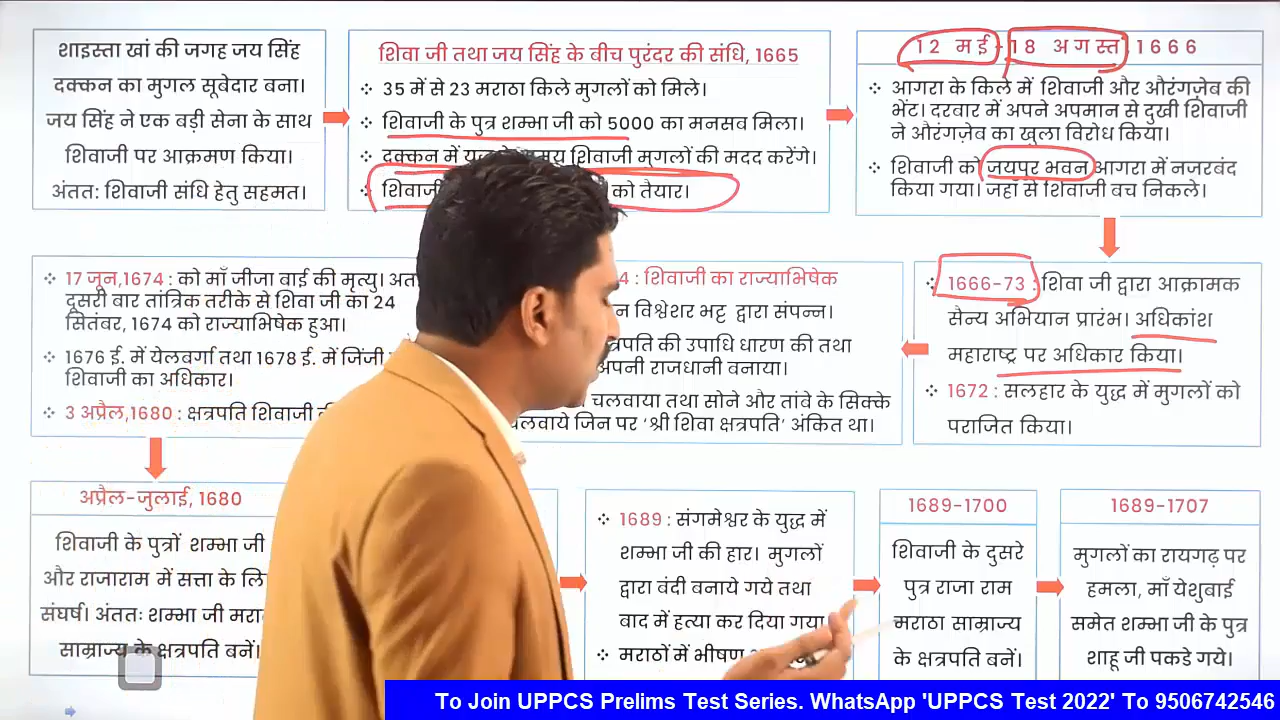 शाइस्ता खां की जगह जय सिंह
दक्कन का मुगल सूबेदार बना।
जय सिंह ने एक बड़ी सेना के साथ
शिवाजी पर आक्रमण किया।
अंतत: शिवाजी संधि हेतु सहमत।
शिवा जी तथा जय सिंह के बीच पुरंदर की संधि, 1665
35 में से 23 मराठा किले मुगलों को मिले।
शिवाजी के पुत्र शम्भा जी को 5000 का मनसब मिला।
दक्कन में शिवाजी मुगलों की मदद करेंगे।
शिवाजी को तैयार।
12 मई-18 अगस्त, 1666
आगरा के किले में शिवाजी और औरंगज़ेब की
भेंट। दरबार में अपने अपमान से दुखी शिवाजी
ने औरंगज़ेब का खुला विरोध किया।
शिवाजी को जयपुर भवन आगरा में नजरबंद
किया गया। जहाँ से शिवाजी बच निकले।
17 जून,1674 : को माँ जीजा बाई की मृत्यु।
दूसरी बार तांत्रिक तरीके से शिवा जी का 24
सितंबर, 1674 को राज्याभिषेक हुआ।
1676 ई. में येलबर्गा तथा 1678 ई. में जिंजी
शिवाजी का अधिकार।
3 अप्रैल,1680 : क्षत्रपति शिवाजी
4 : शिवाजी का राज्याभिषेक
विश्वेशर भट्ट द्वारा संपन्न।
की उपाधि धारण की तथा
अपनी राजधानी बनाया।
चलवाया तथा सोने और तांबे के सिक्के
जिन पर ‘श्री शिवा क्षत्रपति’ अंकित था।
1666-73 : शिवा जी द्वारा आक्रामक
सैन्य अभियान प्रारंभ। अधिकांश
महाराष्ट्र पर अधिकार किया।
1672 : सलहार के युद्ध में मुगलों को
पराजित किया।
अप्रैल-जुलाई, 1680
शिवाजी के पुत्रों शम्भा जी
और राजाराम में सत्ता के
संघर्ष। अंततः शम्भा जी
साम्राज्य के क्षत्रपति बनें।
1689 : संगमेश्वर के युद्ध में
शम्भा जी की हार। मुगलों
द्वारा बंदी बनाये गये तथा
बाद में हत्या कर दिया गया
मराठों में भीषण
1689-1700
शिवाजी के दुसरे
पुत्र राजा राम
मराठा साम्राज्य
के क्षत्रपति बनें।
1689-1707
मुगलों का रायगढ़ पर
हमला, माँ येशुबाई
समेत शम्भा जी के पुत्र
शाहू जी पकडे गये।
To Join UPPCS Prelims Test Series. WhatsApp 'UPPCS Test 2022' To 9506742546